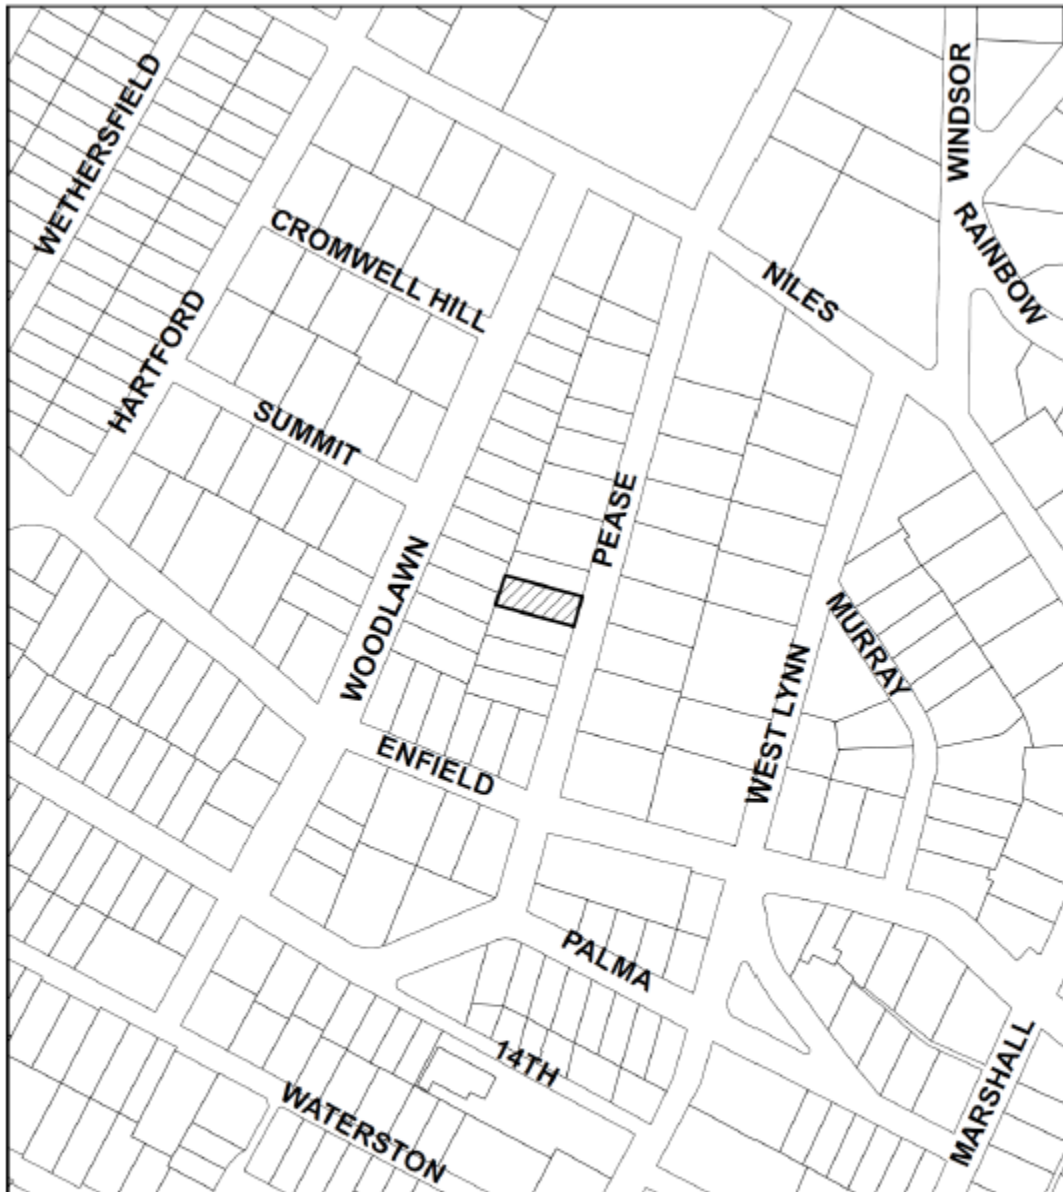 WINDSOR
WETHERSFIELD
RAINBOW
CROMWELL HILL
NILES
HARTFORD
SUMMIT
PEASE
WOODLAWN
MURRAY
WEST LYNN
ENFIELD
PALMA
14TH
MARSHALL
WATERSTON